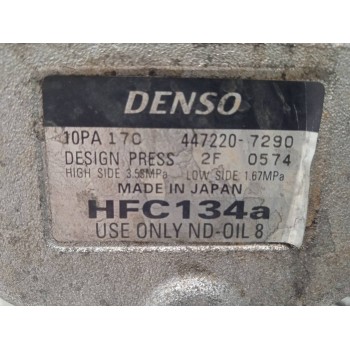 DENSO
10PA 17C 447220-7290
DESIGN PRESS 2F 0574
HIGH SIDE 3.53MPa LOW SIDE 1.67MPa
MADE IN JAPAN
HFC134a
USE ONLY ND-OIL 8